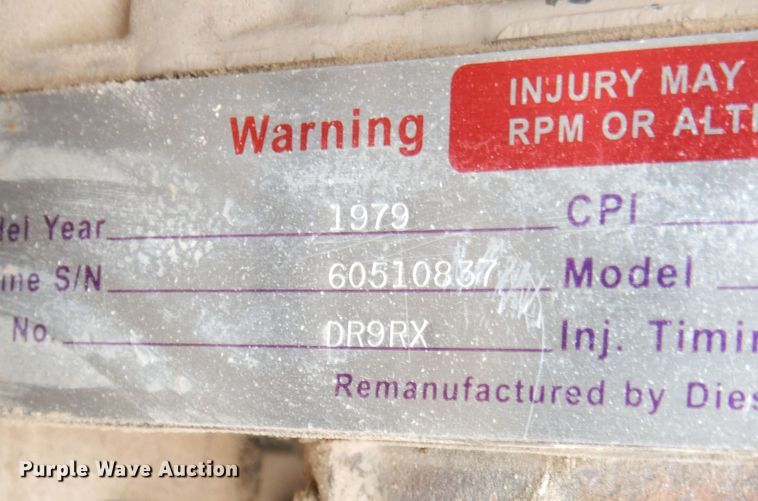 Warning
INJURY MAY
RPM OR ALT
del Year 1979 CPI
ine S/N 60510837 Model
No. DR9RX Inj. Timin
Remanufactured by Dies
Purple Wave Auction